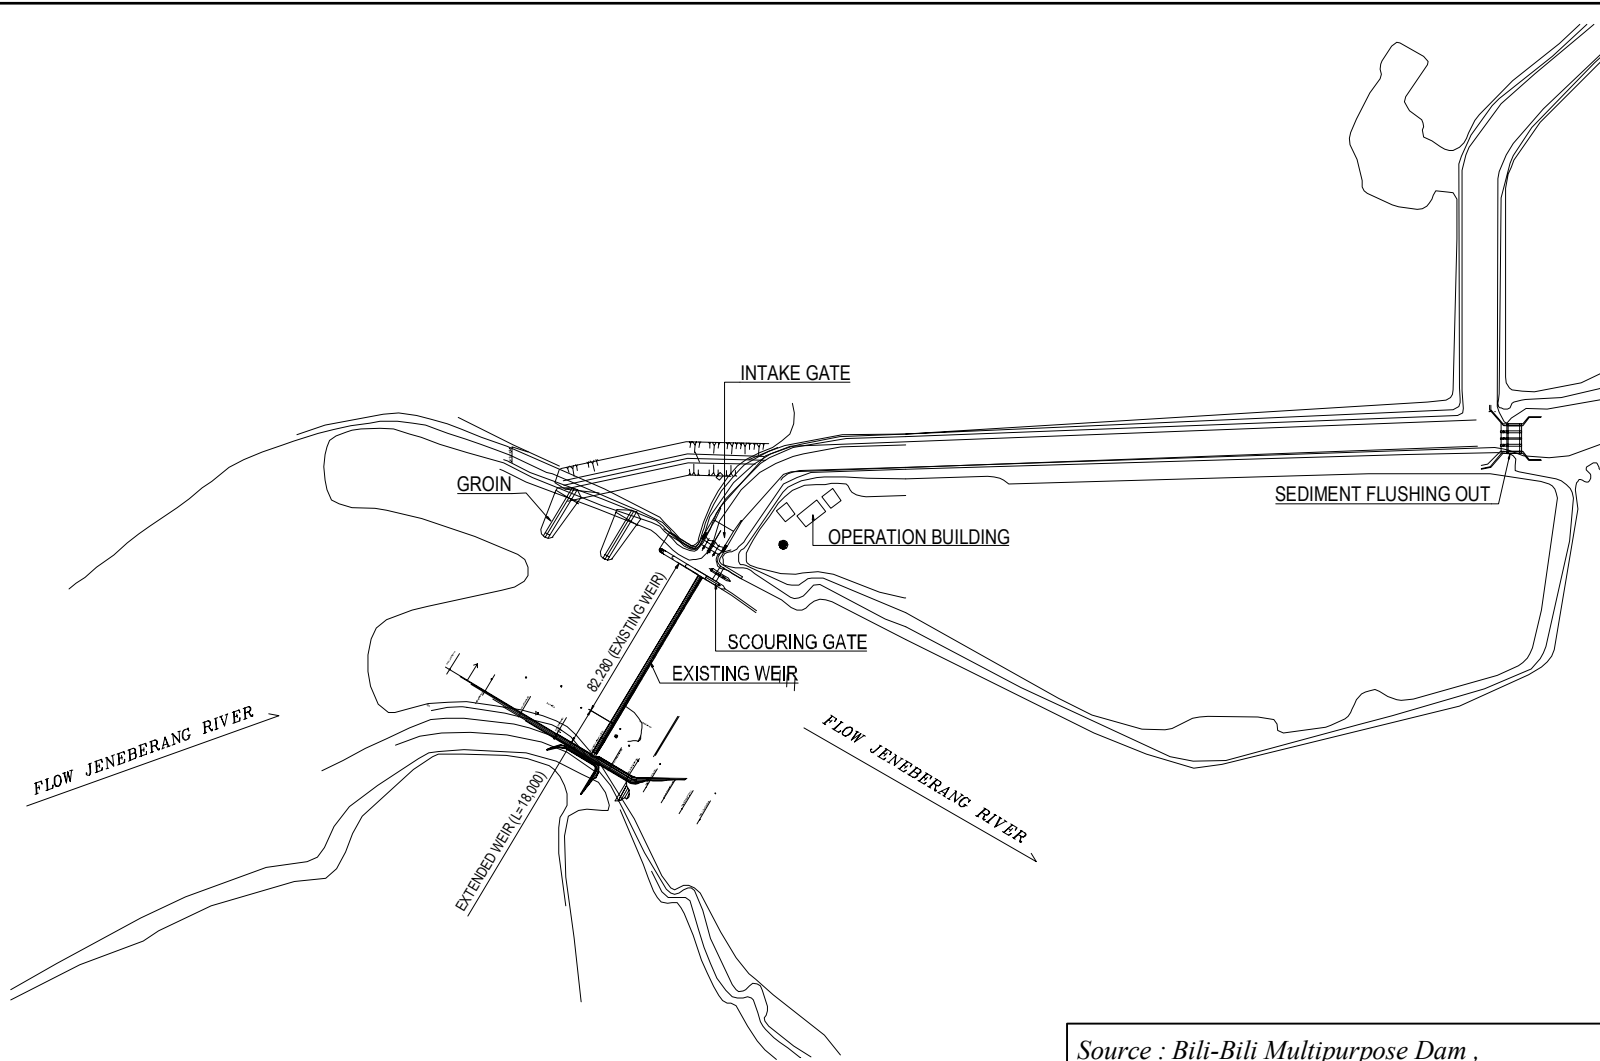 INTAKE GATE
GROIN
SEDIMENT FLUSHING OUT
OPERATION BUILDING
82.280 (EXISTING WEIR)
SCOURING GATE
EXISTING WEIR
FLOW JENEBERANG RIVER
FLOW JENEBERANG RIVER
EXTENDED WEIR (L=18,000)
Source : Bili-Bili Multipurpose Dam ,